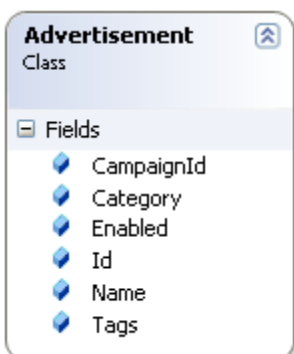 Advertisement
Class
Fields
CampaignId
Category
Enabled
Id
Name
Tags